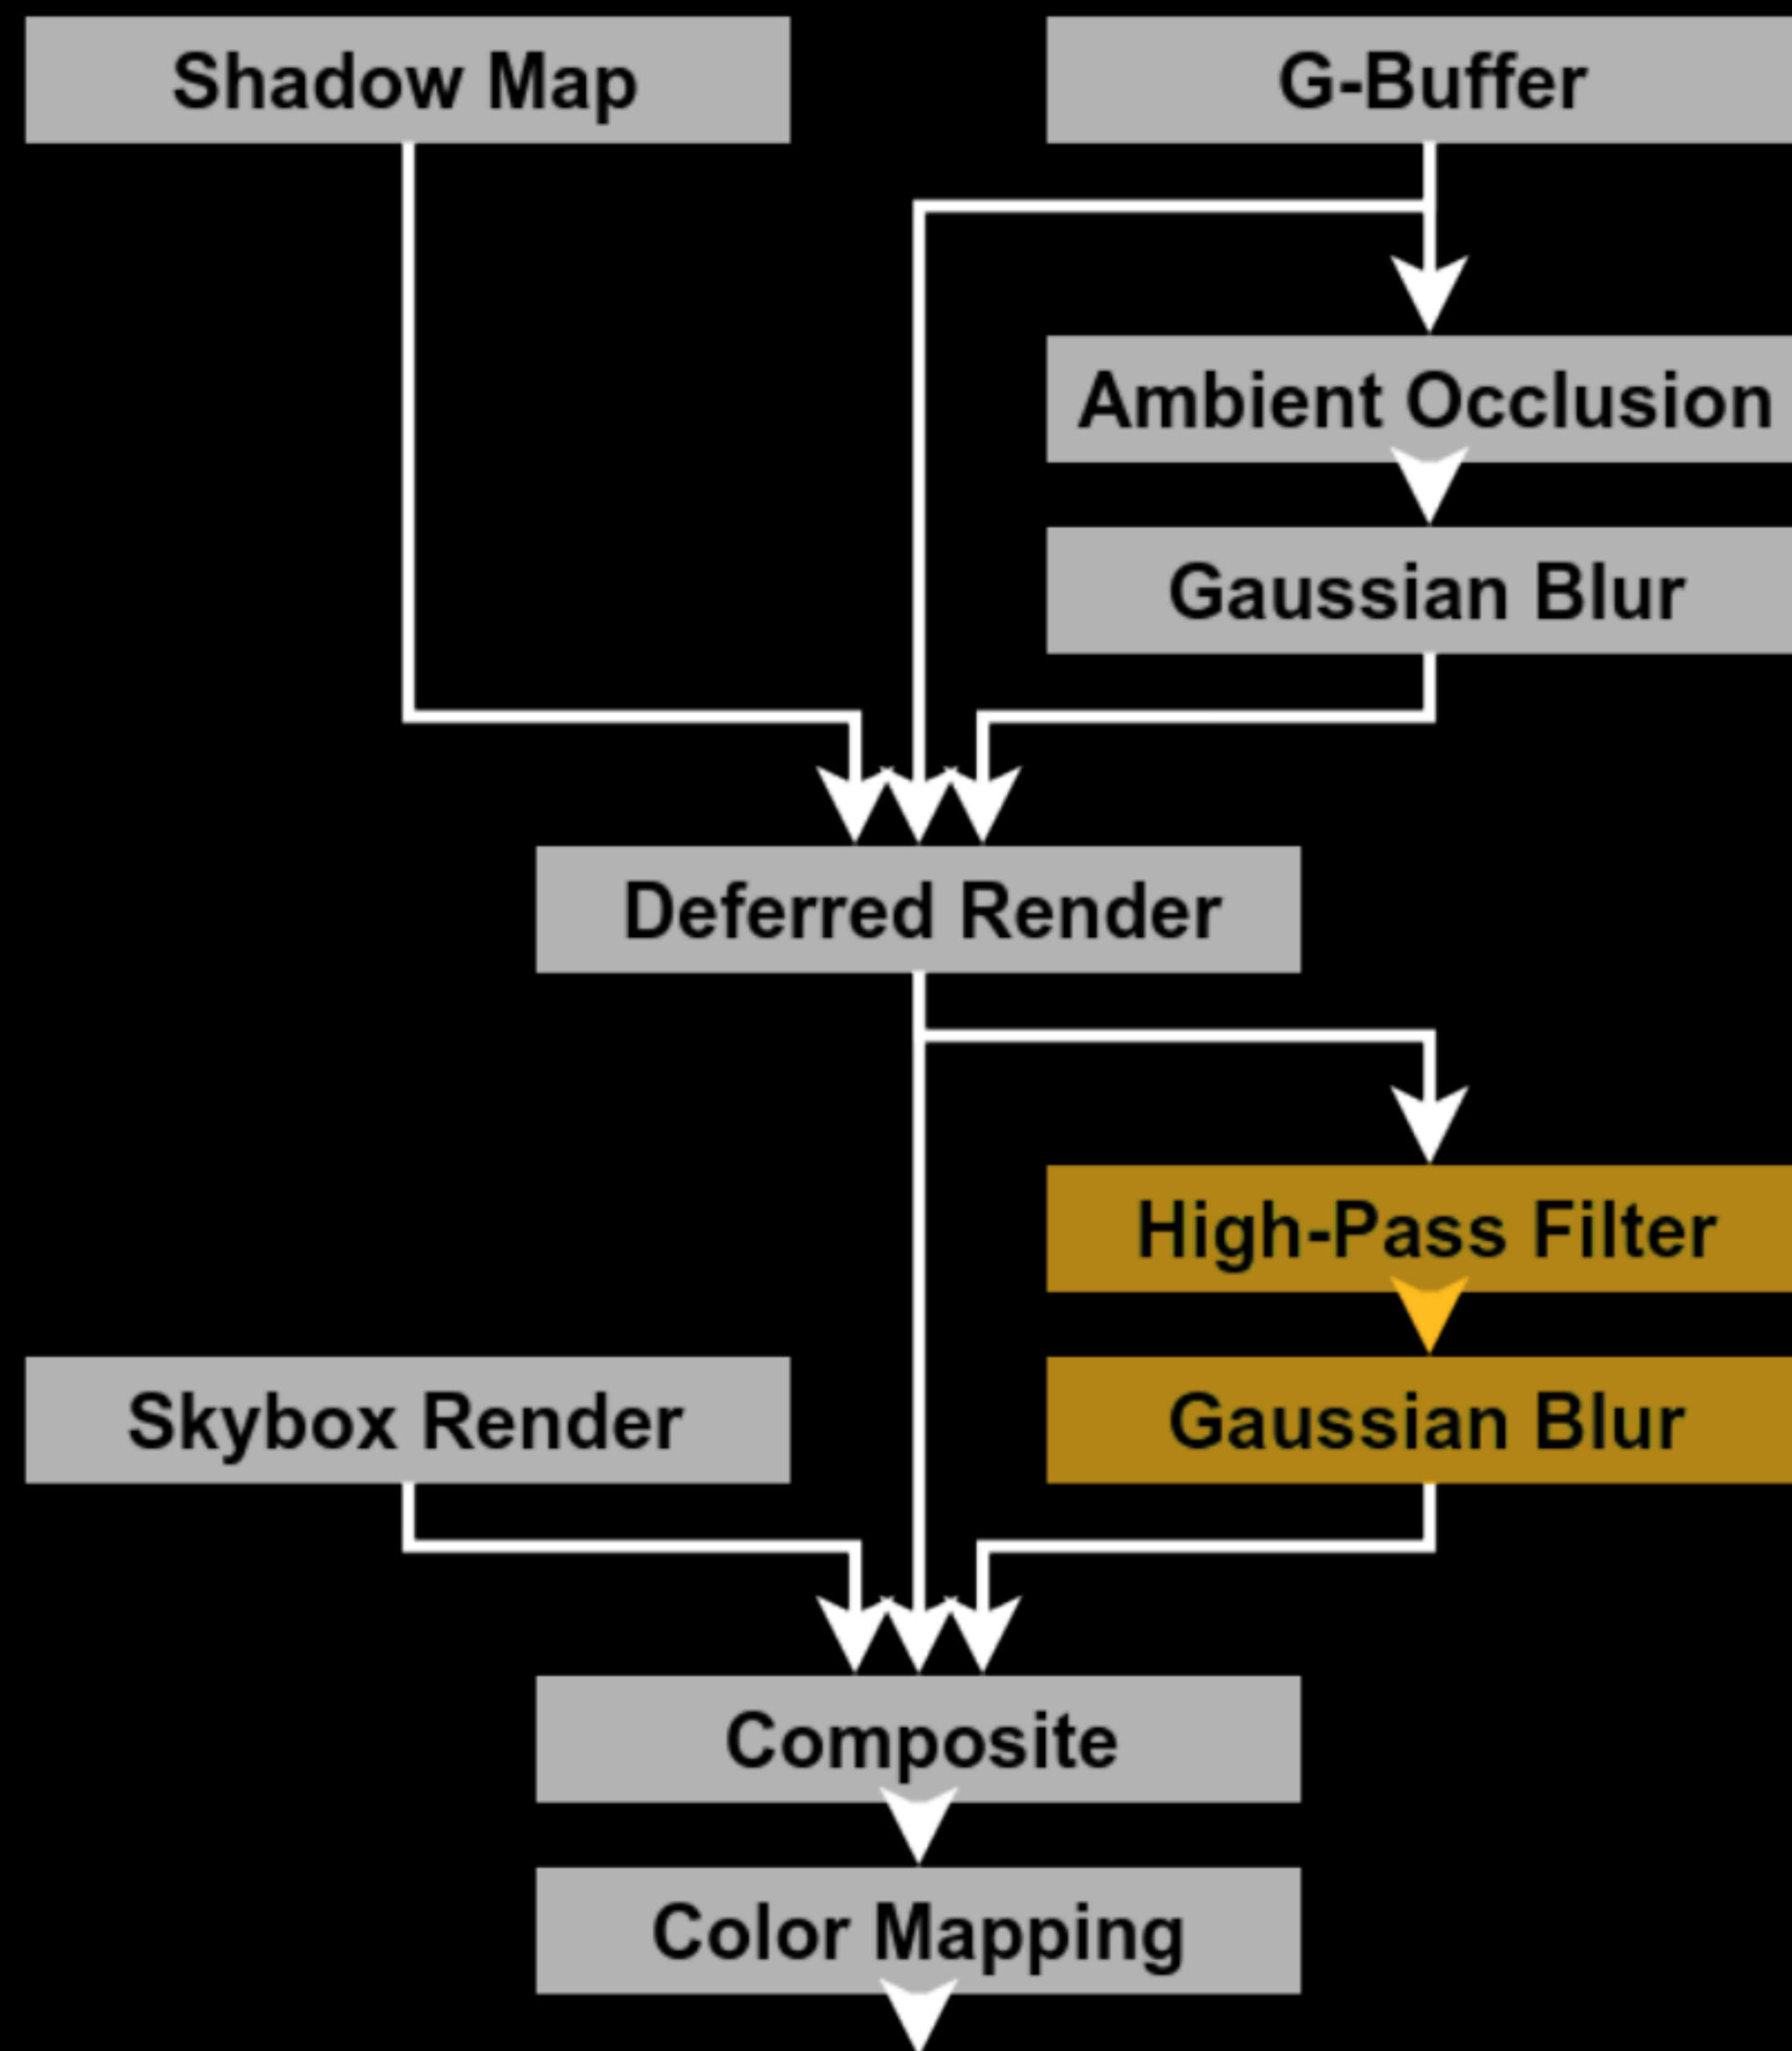 Shadow Map
G-Buffer
Ambient Occlusion
Gaussian Blur
Deferred Render
High-Pass Filter
Skybox Render
Gaussian Blur
Composite
Color Mapping